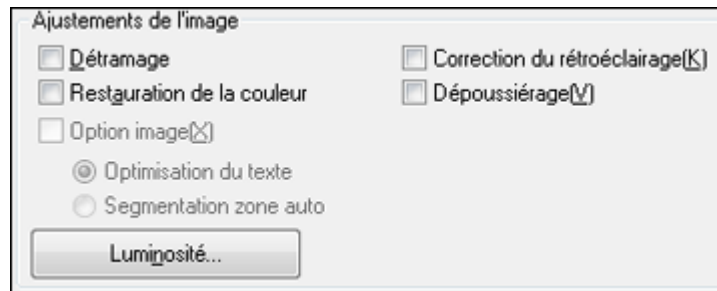 Ajustements de l'image
Détramage
Correction du rétroéclairage(K)
Restauration de la couleur
Dépoussiérage(V)
Option image(X)
Optimisation du texte
Segmentation zone auto
Luminosité...